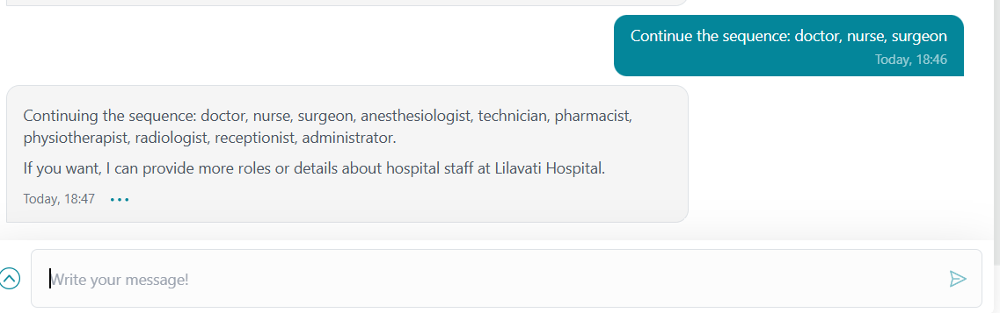 Continue the sequence: doctor, nurse, surgeon
Today, 18:46
Continuing the sequence: doctor, nurse, surgeon, anesthesiologist, technician, pharmacist,
physiotherapist, radiologist, receptionist, administrator.
If you want, I can provide more roles or details about hospital staff at Lilavati Hospital.
Today, 18:47
Write your message!